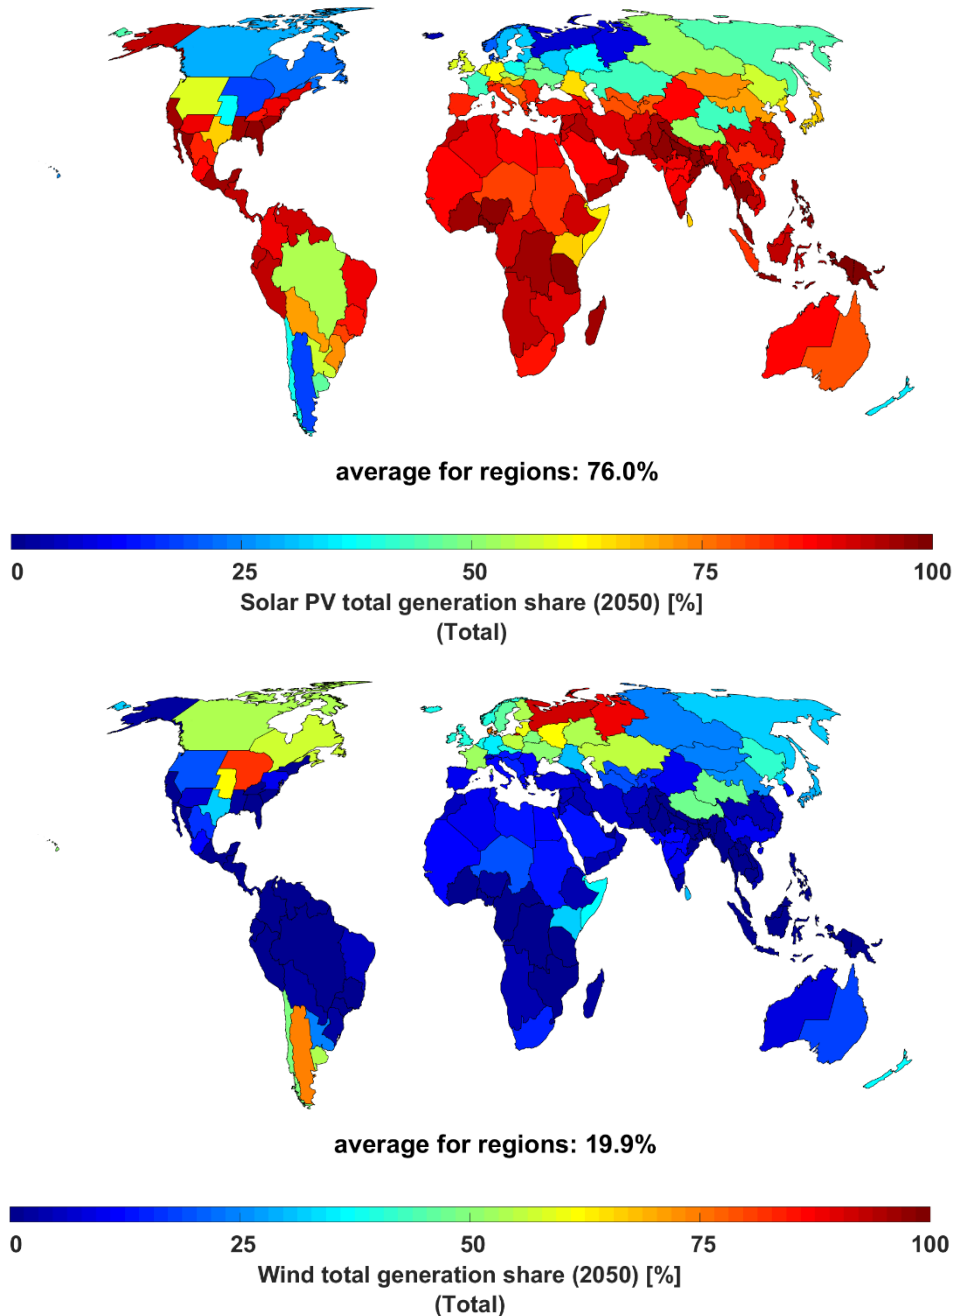 average for regions: 76.0%
0 25 50 75 100
Solar PV total generation share (2050) [%]
(Total)
average for regions: 19.9%
0 25 50 75 100
Wind total generation share (2050) [%]
(Total)